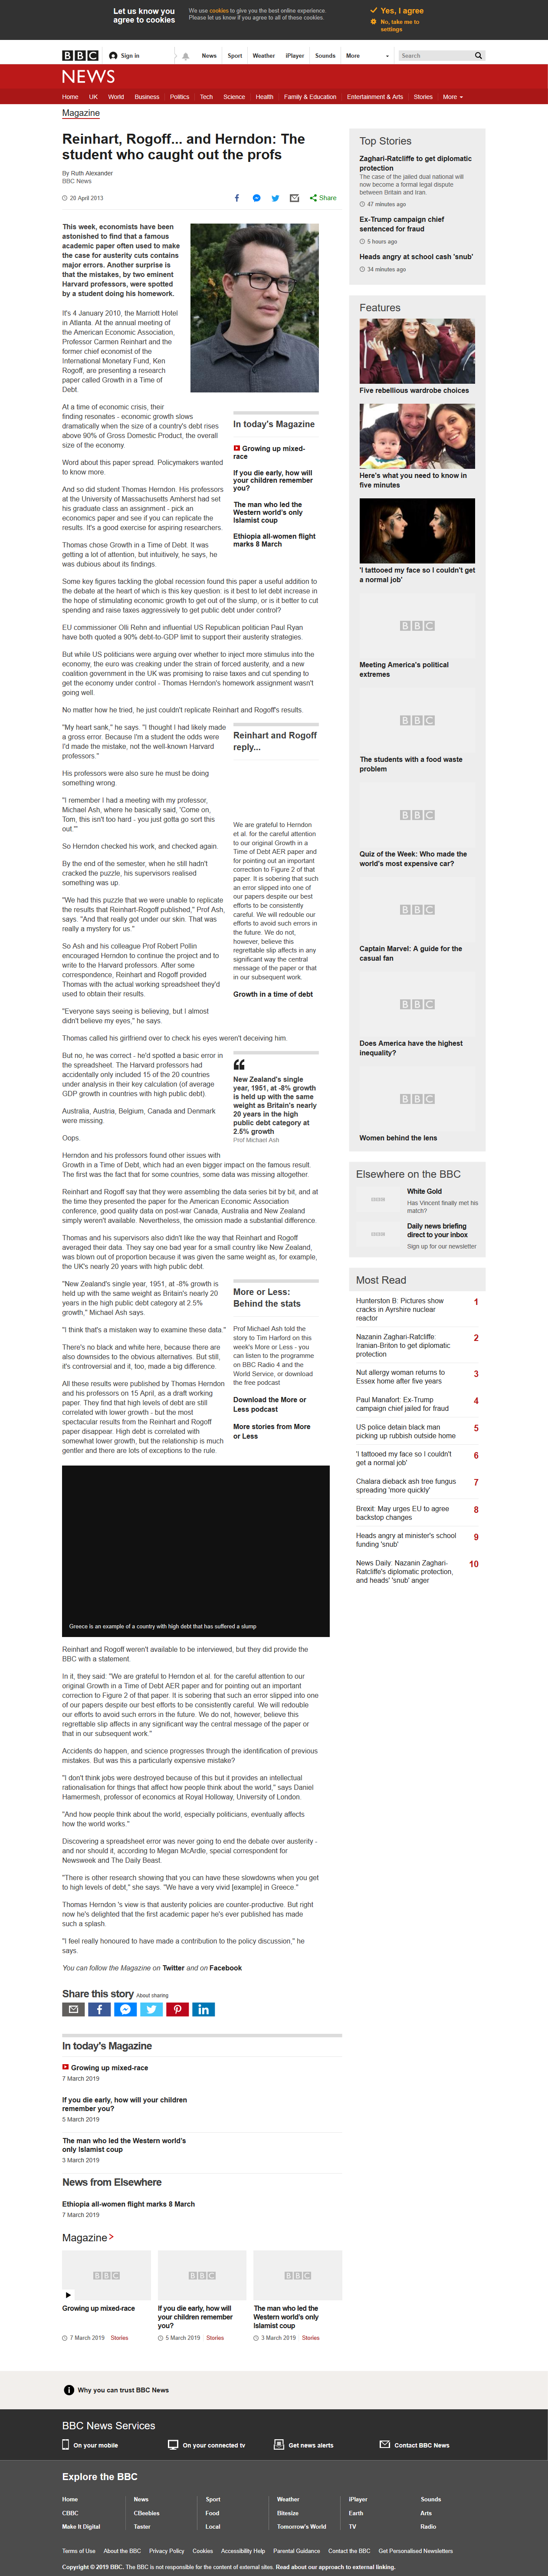 Let us know you
agree to cookies
We use cookies to give you the best online experience.
Please let us know if you agree to all of these cookies.
Yes, I agree
No, take me to
settings
BBC
Sign in
News
Sport
Weather
iPlayer
Sounds
More
Search
NEWS
Home
UK
World
Business
Politics
Tech
Science
Health
Family & Education
Entertainment & Arts
Stories
More
Magazine
Reinhart, Rogoff... and Herndon: The
student who caught out the profs
By Ruth Alexander
BBC News
20 April 2013
Share
This week, economists have been
astonished to find that a famous
academic paper often used to make
the case for austerity cuts contains
major errors. Another surprise is
that the mistakes, by two eminent
Harvard professors, were spotted
by a student doing his homework.
It's 4 January 2010, the Marriott Hotel
in Atlanta. At the annual meeting of
the American Economic Association,
Professor Carmen Reinhart and the
former chief economist of the
International Monetary Fund, Ken
Rogoff, are presenting a research
paper called Growth in a Time of
Debt.
At a time of economic crisis, their
finding resonates - economic growth slows
dramatically when the size of a country's debt rises
above 90% of Gross Domestic Product, the overall
size of the economy.
Word about this paper spread. Policymakers wanted
to know more.
And so did student Thomas Herndon. His professors
at the University of Massachusetts Amherst had set
his graduate class an assignment - pick an
economics paper and see if you can replicate the
results. It's a good exercise for aspiring researchers.
Thomas chose Growth in a Time of Debt. It was
getting a lot of attention, but intuitively, he says, he
was dubious about its findings.
In today's Magazine
Growing up mixed-
race
If you die early, how will
your children remember
you?
The man who led the
Western world's only
Islamist coup
Ethiopia all-women flight
marks 8 March
Some key figures tackling the global recession found this paper a useful addition to
the debate at the heart of which is this key question: is it best to let debt increase in
the hope of stimulating economic growth to get out of the slump, or is it better to cut
spending and raise taxes aggressively to get public debt under control?
EU commissioner Olli Rehn and influential US Republican politician Paul Ryan
have both quoted a 90% debt-to-GDP limit to support their austerity strategies.
But while US politicians were arguing over whether to inject more stimulus into the
economy, the euro was creaking under the strain of forced austerity, and a new
coalition government in the UK was promising to raise taxes and cut spending to
get the economy under control - Thomas Herndon's homework assignment wasn't
going well.
No matter how he tried, he just couldn't replicate Reinhart and Rogoff's results.
"My heart sank," he says. "I thought I had likely made
a gross error. Because I'm a student the odds were
I'd made the mistake, not the well-known Harvard
professors."
His professors were also sure he must be doing
something wrong.
"I remember I had a meeting with my professor,
Michael Ash, where he basically said, 'Come on,
Tom, this isn't too hard - you just gotta go sort this
out.'"
So Herndon checked his work, and checked again.
By the end of the semester, when he still hadn't
cracked the puzzle, his supervisors realised
something was up.
"We had this puzzle that we were unable to replicate
the results that Reinhart-Rogoff published," Prof Ash,
says. "And that really got under our skin. That was
really a mystery for us."
So Ash and his colleague Prof Robert Pollin
encouraged Herndon to continue the project and to
write to the Harvard professors. After some
correspondence, Reinhart and Rogoff provided
Thomas with the actual working spreadsheet they'd
used to obtain their results.
"Everyone says seeing is believing, but I almost
didn't believe my eyes," he says.
Thomas called his girlfriend over to check his eyes weren't deceiving him.
Reinhart and Rogoff
reply...
We are grateful to Herndon
et al. for the careful attention
to our original Growth in a
Time of Debt AER paper and
for pointing out an important
correction to Figure 2 of that
paper. It is sobering that such
an error slipped into one of
our papers despite our best
efforts to be consistently
careful. We will redouble our
efforts to avoid such errors in
the future. We do not,
however, believe this
regrettable slip affects in any
significant way the central
message of the paper or that
in our subsequent work.
Growth in a time of debt
But no, he was correct - he'd spotted a basic error in
the spreadsheet. The Harvard professors had
accidentally only included 15 of the 20 countries
under analysis in their key calculation (of average
GDP growth in countries with high public debt).
Australia, Austria, Belgium, Canada and Denmark
were missing.
Oops.
Herndon and his professors found other issues with
Growth in a Time of Debt, which had an even bigger impact on the famous result.
The first was the fact that for some countries, some data was missing altogether.
New Zealand's single
year, 1951, at -8% growth
is held up with the same
weight as Britain's nearly
20 years in the high
public debt category at
2.5% growth
Prof Michael Ash
Reinhart and Rogoff say that they were assembling the data series bit by bit, and at
the time they presented the paper for the American Economic Association
conference, good quality data on post-war Canada, Australia and New Zealand
simply weren't available. Nevertheless, the omission made a substantial difference.
Thomas and his supervisors also didn't like the way that Reinhart and Rogoff
averaged their data. They say one bad year for a small country like New Zealand,
was blown out of proportion because it was given the same weight as, for example,
the UK's nearly 20 years with high public debt.
"New Zealand's single year, 1951, at -8% growth is
held up with the same weight as Britain's nearly 20
years in the high public debt category at 2.5%
growth," Michael Ash says.
"I think that's a mistaken way to examine these data."
There's no black and white here, because there are
also downsides to the obvious alternatives. But still,
it's controversial and it, too, made a big difference.
All these results were published by Thomas Herndon
and his professors on 15 April, as a draft working
paper. They find that high levels of debt are still
correlated with lower growth - but the most
spectacular results from the Reinhart and Rogoff
paper disappear. High debt is correlated with
somewhat lower growth, but the relationship is much
gentler and there are lots of exceptions to the rule.
More or Less:
Behind the stats
Prof Michael Ash told the
story to Tim Harford on this
week's More or Less - you
can listen to the programme
on BBC Radio 4 and the
World Service, or download
the free podcast
Download the More or
Less podcast
More stories from More
or Less
Greece is an example of a country with high debt that has suffered a slump
Reinhart and Rogoff weren't available to be interviewed, but they did provide the
BBC with a statement.
In it, they said: "We are grateful to Herndon et al. for the careful attention to our
original Growth in a Time of Debt AER paper and for pointing out an important
correction to Figure 2 of that paper. It is sobering that such an error slipped into one
of our papers despite our best efforts to be consistently careful. We will redouble
our efforts to avoid such errors in the future. We do not, however, believe this
regrettable slip affects in any significant way the central message of the paper or
that in our subsequent work."
Accidents do happen, and science progresses through the identification of previous
mistakes. But was this a particularly expensive mistake?
"I don't think jobs were destroyed because of this but it provides an intellectual
rationalisation for things that affect how people think about the world," says Daniel
Hamermesh, professor of economics at Royal Holloway, University of London.
"And how people think about the world, especially politicians, eventually affects
how the world works."
Discovering a spreadsheet error was never going to end the debate over austerity -
and nor should it, according to Megan McArdle, special correspondent for
Newsweek and The Daily Beast.
"There is other research showing that you can have these slowdowns when you get
to high levels of debt," she says. "We have a very vivid [example] in Greece."
Thomas Herndon 's view is that austerity policies are counter-productive. But right
now he's delighted that the first academic paper he's ever published has made
such a splash.
"I feel really honoured to have made a contribution to the policy discussion," he
says.
You can follow the Magazine on Twitter and on Facebook
Share this story About sharing
In today's Magazine
Growing up mixed-race
7 March 2019
If you die early, how will your children
remember you?
5 March 2019
The man who led the Western world's
only Islamist coup
3 March 2019
News from Elsewhere
Ethiopia all-women flight marks 8 March
7 March 2019
Magazine
BBC
BBC
BBC
Growing up mixed-race
7 March 2019 Stories
If you die early, how will
your children remember
you?
5 March 2019 Stories
The man who led the
Western world's only
Islamist coup
3 March 2019 Stories
Top Stories
Zaghari-Ratcliffe to get diplomatic
protection
The case of the jailed dual national will
now become a formal legal dispute
between Britain and Iran.
47 minutes ago
Ex-Trump campaign chief
sentenced for fraud
5 hours ago
Heads angry at school cash 'snub'
34 minutes ago
Features
Five rebellious wardrobe choices
Here's what you need to know in
five minutes
'I tattooed my face so I couldn't get
a normal job'
BBC
Meeting America's political
extremes
BBC
The students with a food waste
problem
BBC
Quiz of the Week: Who made the
world's most expensive car?
BBC
Captain Marvel: A guide for the
casual fan
BBC
Does America have the highest
inequality?
BBC
Women behind the lens
Elsewhere on the BBC
BBC
White Gold
Has Vincent finally met his
match?
BBC
Daily news briefing
direct to your inbox
Sign up for our newsletter
Most Read
Hunterston B: Pictures show
cracks in Ayrshire nuclear
reactor
1
Nazanin Zaghari-Ratcliffe:
Iranian-Briton to get diplomatic
protection
2
Nut allergy woman returns to
Essex home after five years
3
Paul Manafort: Ex-Trump
campaign chief jailed for fraud
4
US police detain black man
picking up rubbish outside home
5
'I tattooed my face so I couldn't
get a normal job'
6
Chalara dieback ash tree fungus
spreading 'more quickly'
7
Brexit: May urges EU to agree
backstop changes
8
Heads angry at minister's school
funding 'snub'
9
News Daily: Nazanin Zaghari-
Ratcliffe's diplomatic protection,
and heads' 'snub' anger
10
Why you can trust BBC News
BBC News Services
On your mobile
On your connected tv
Get news alerts
Contact BBC News
Explore the BBC
Home
News
Sport
Weather
iPlayer
Sounds
CBBC
CBeebies
Food
Bitesize
Earth
Arts
Make It Digital
Taster
Local
Tomorrow's World
TV
Radio
Terms of Use
About the BBC
Privacy Policy
Cookies
Accessibility Help
Parental Guidance
Contact the BBC
Get Personalised Newsletters
Copyright © 2019 BBC. The BBC is not responsible for the content of external sites. Read about our approach to external linking.